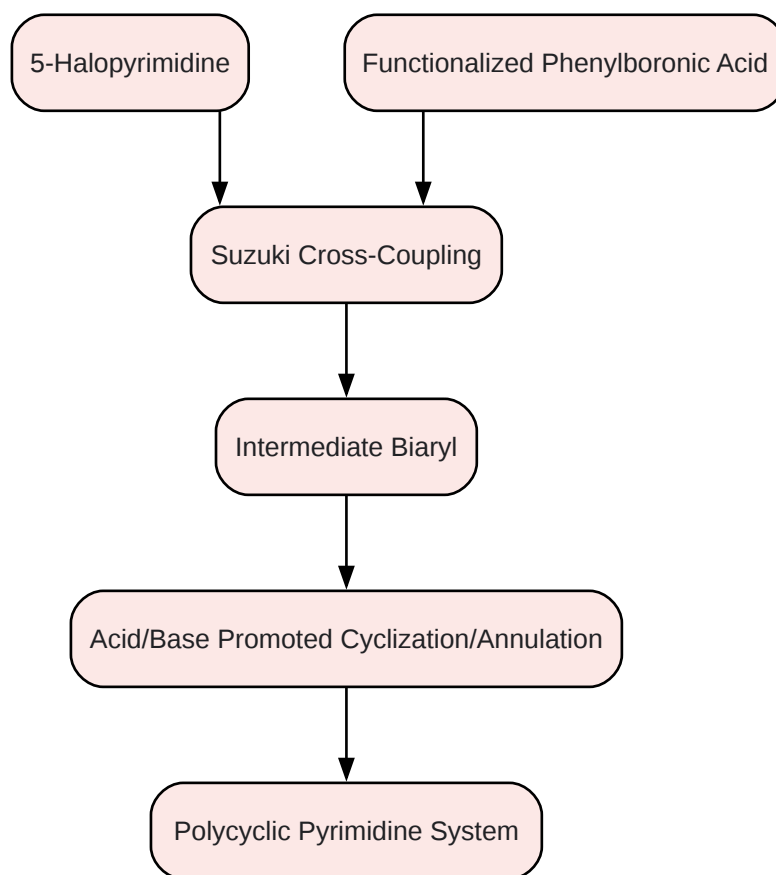 5-Halopyrimidine
Functionalized Phenylboronic Acid
Suzuki Cross-Coupling
Intermediate Biaryl
Acid/Base Promoted Cyclization/Annulation
Polycyclic Pyrimidine System